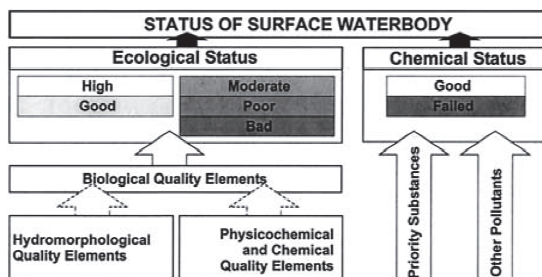 STATUS OF SURFACE WATERBODY
Ecological Status
High
Good
Moderate
Poor
Bad
Chemical Status
Good
Failed
Biological Quality Elements
Hydromorphological
Quality Elements
Physicochemical
and Chemical
Quality Elements
Priority Substances
Other Pollutants